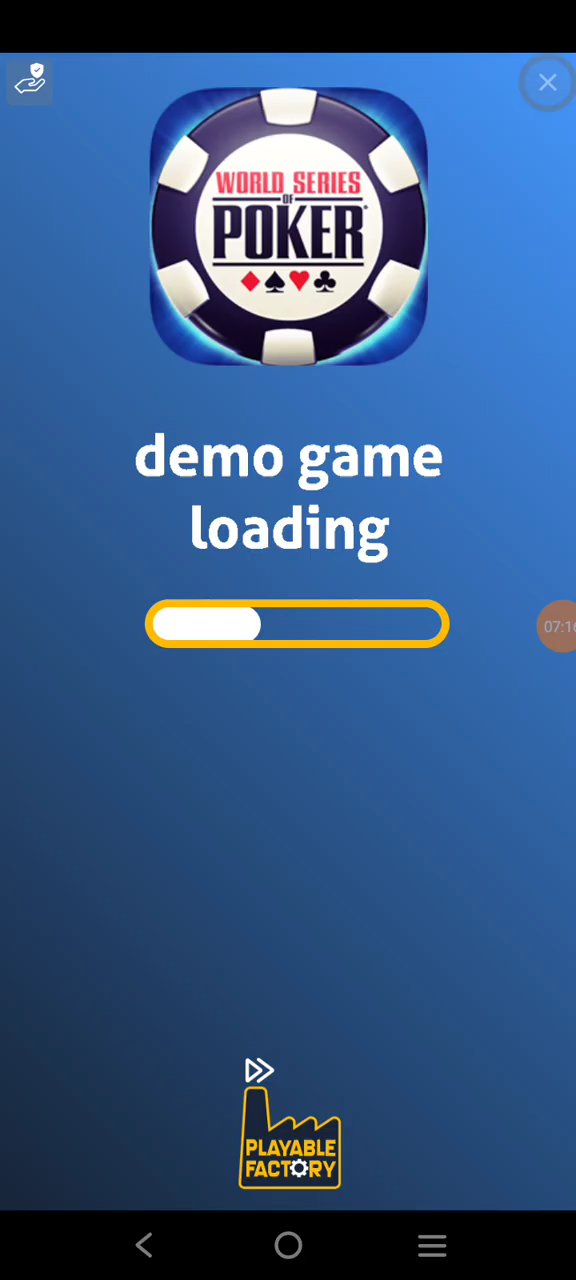 WORLD SERIES
OF
POKER
demo game
loading
07:16
PLAYABLE
FACTORY